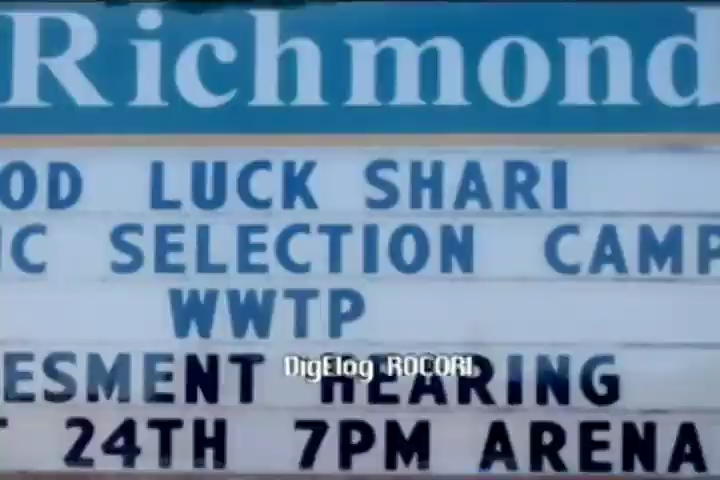 Richmond
OD LUCK SHARI
IC SELECTION CAMP
WWTP
ESMENT HEARING
DigElog ROCORI
24TH 7PM ARENA